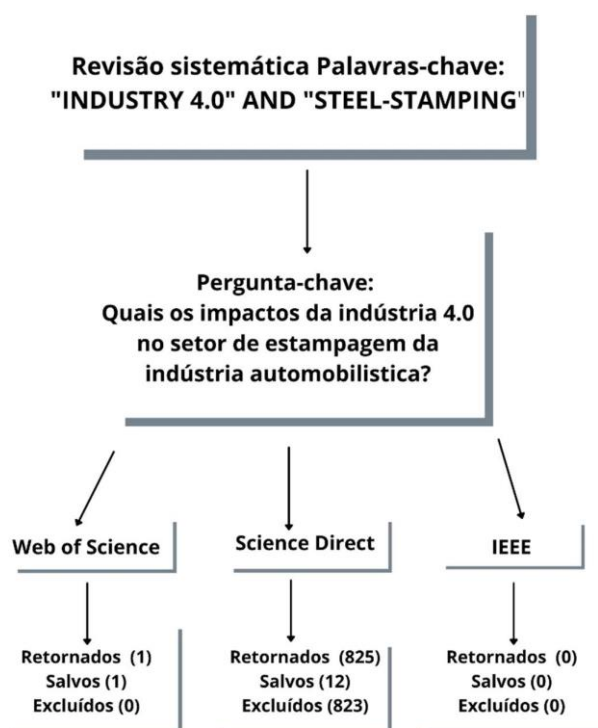 Revisão sistemática Palavras-chave:
"INDUSTRY 4.0" AND "STEEL-STAMPING"
Pergunta-chave:
Quais os impactos da indústria 4.0
no setor de estampagem da
indústria automobilistica?
Web of Science
Science Direct
IEEE
Retornados (1)
Salvos (1)
Excluídos (0)
Retornados (825)
Salvos (12)
Excluídos (823)
Retornados (0)
Salvos (0)
Excluídos (0)